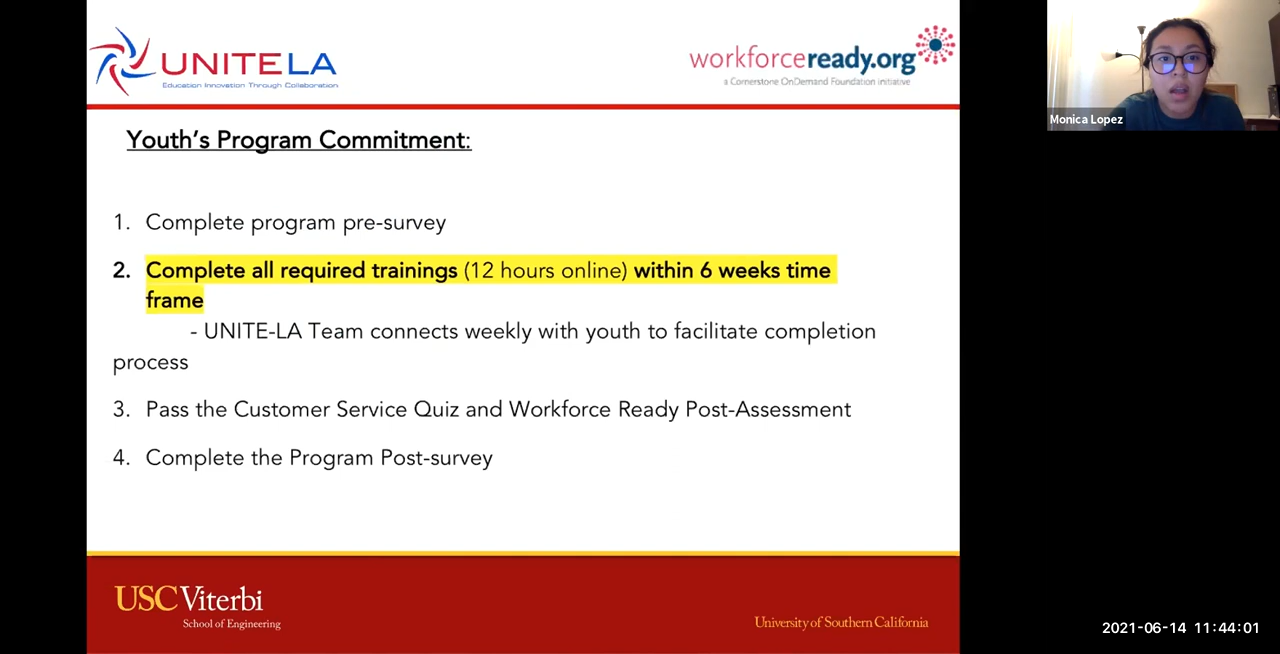 UNITELA
Education Innovation Through Collaboration
workforceready.org
a Cornerstone OnDemand Foundation initiative
Monica Lopez
Youth's Program Commitment:
1. Complete program pre-survey
2. Complete all required trainings (12 hours online) within 6 weeks time
frame
- UNITE-LA Team connects weekly with youth to facilitate completion
process
3. Pass the Customer Service Quiz and Workforce Ready Post-Assessment
4. Complete the Program Post-survey
USC Viterbi
School of Engineering
University of Southern California
2021-06-14 11:44:01